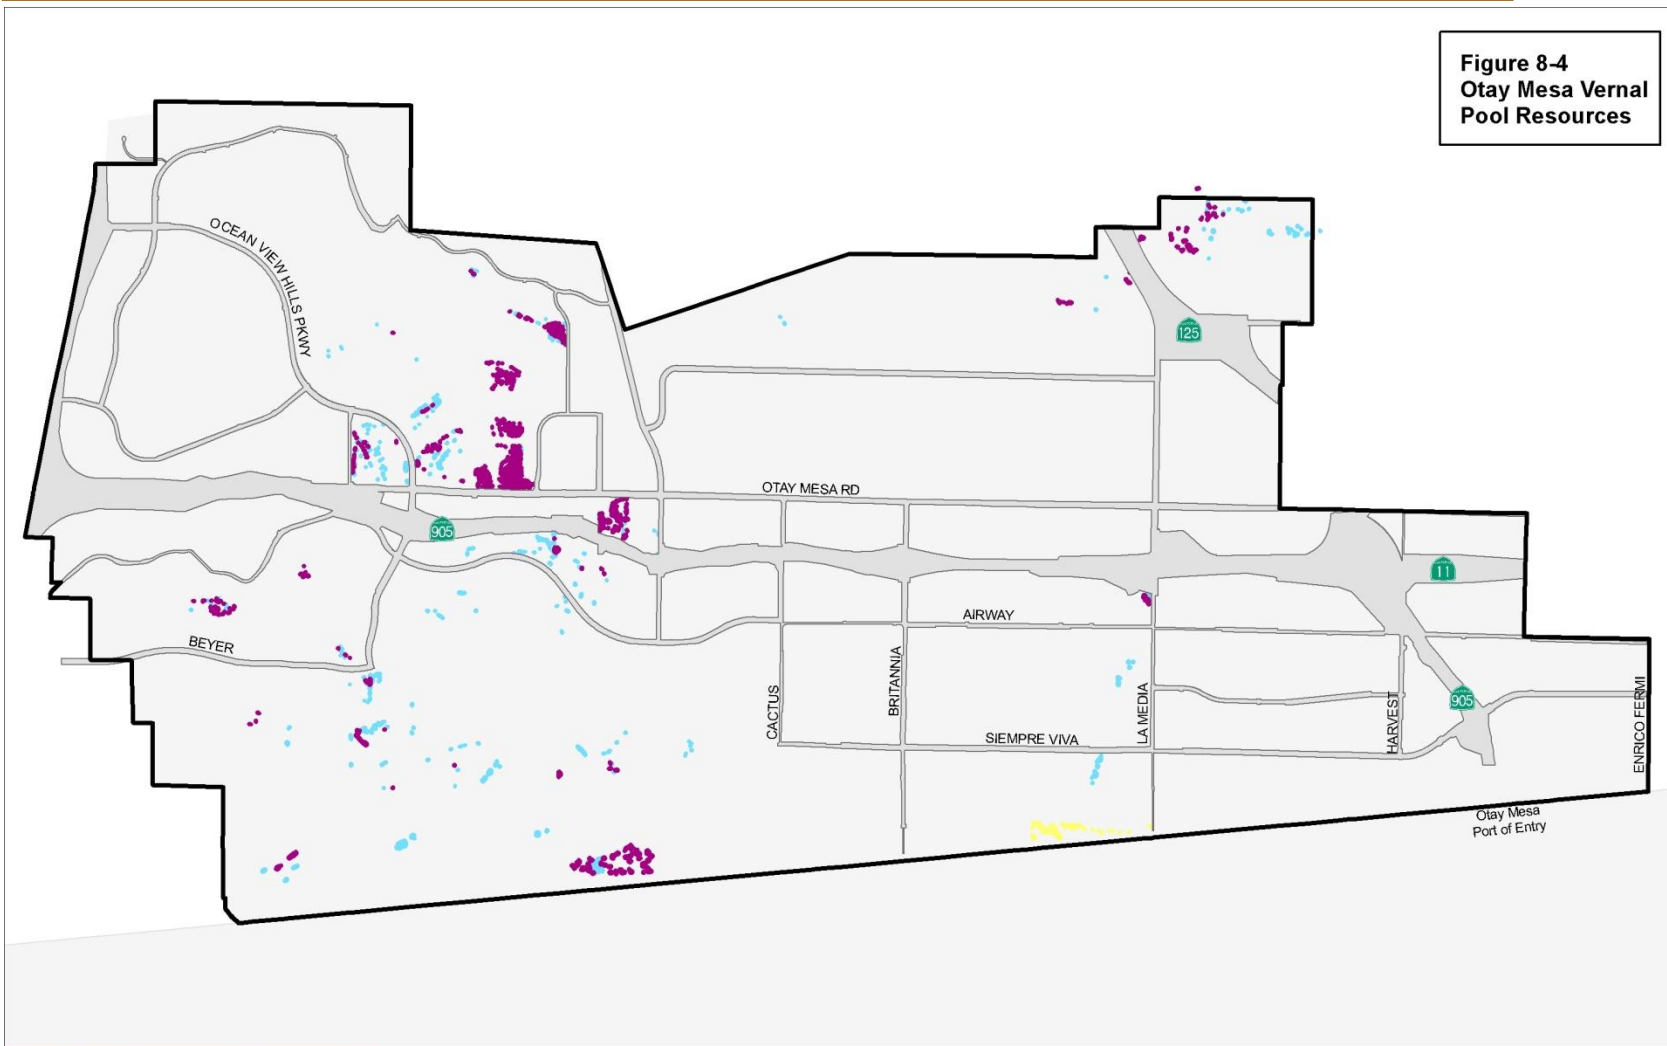 Figure 8-4
Otay Mesa Vernal
Pool Resources
OCEAN VIEW HILLS PKWY
125
OTAY MESA RD
905
11
AIRWAY
BEYER
CACTUS
BRITANNIA
LA MEDIA
HARVEST
905
ENRICO FERMI
SIEMPRE VIVA
Otay Mesa
Port of Entry